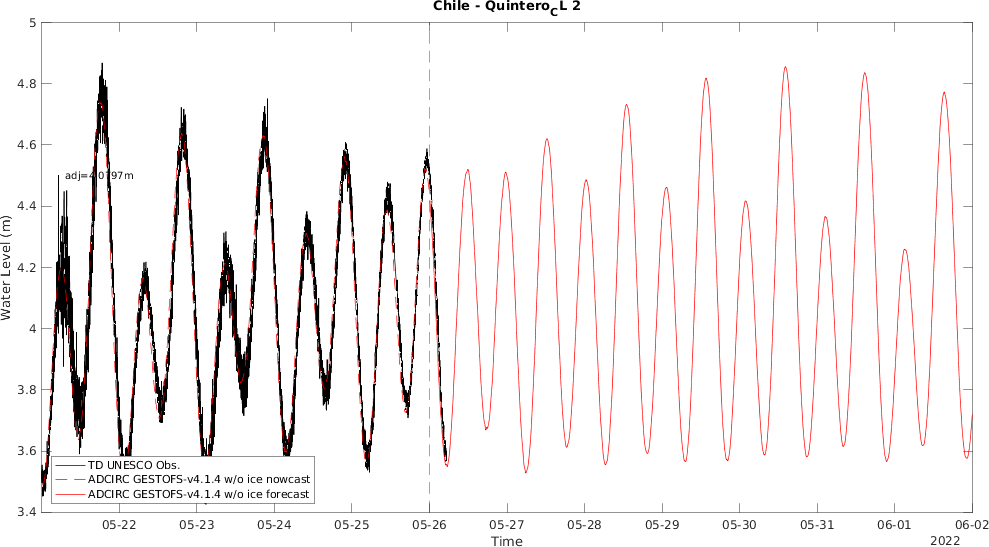 Chile - Quintero_CL 2
5
4.8
4.6
4.4
4.2
4
3.8
3.6
3.4
Water Level (m)
adj=4.0797m
TD UNESCO Obs.
ADCIRC GESTOFS-v4.1.4 w/o ice nowcast
ADCIRC GESTOFS-v4.1.4 w/o ice forecast
05-22 05-23 05-24 05-25 05-26 05-27 05-28 05-29 05-30 05-31 06-01 06-02
Time
2022